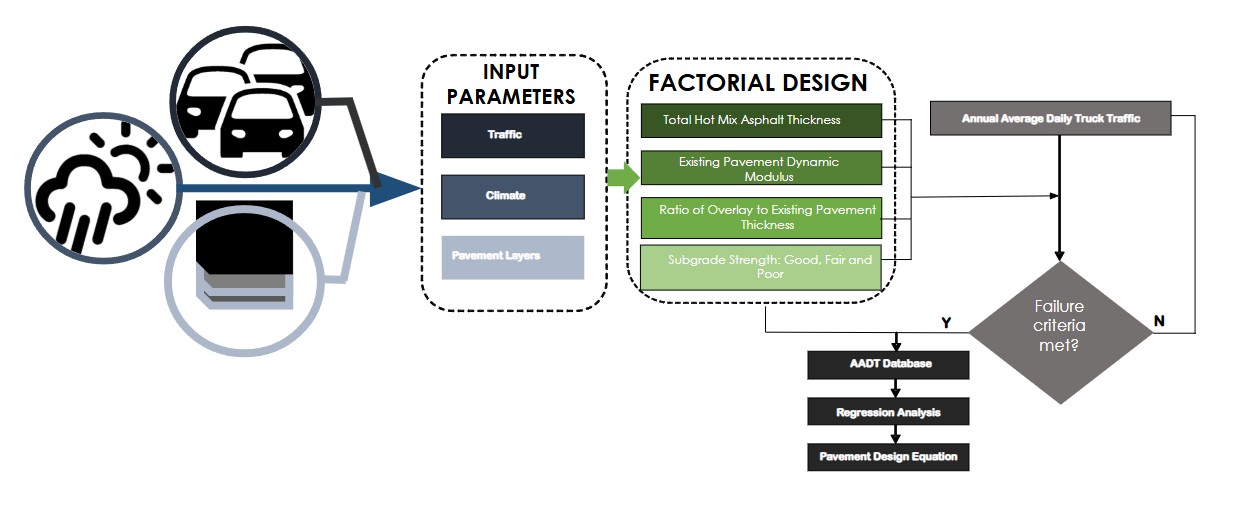 INPUT
PARAMETERS
Traffic
Climate
Pavement Layers
FACTORIAL DESIGN
Total Hot Mix Asphalt Thickness
Existing Pavement Dynamic
Modulus
Ratio of Overlay to Existing Pavement
Thickness
Subgrade Strength: Good, Fair and
Poor
Annual Average Daily Truck Traffic
Failure
criteria
met?
Y
N
AADT Database
Regression Analysis
Pavement Design Equation